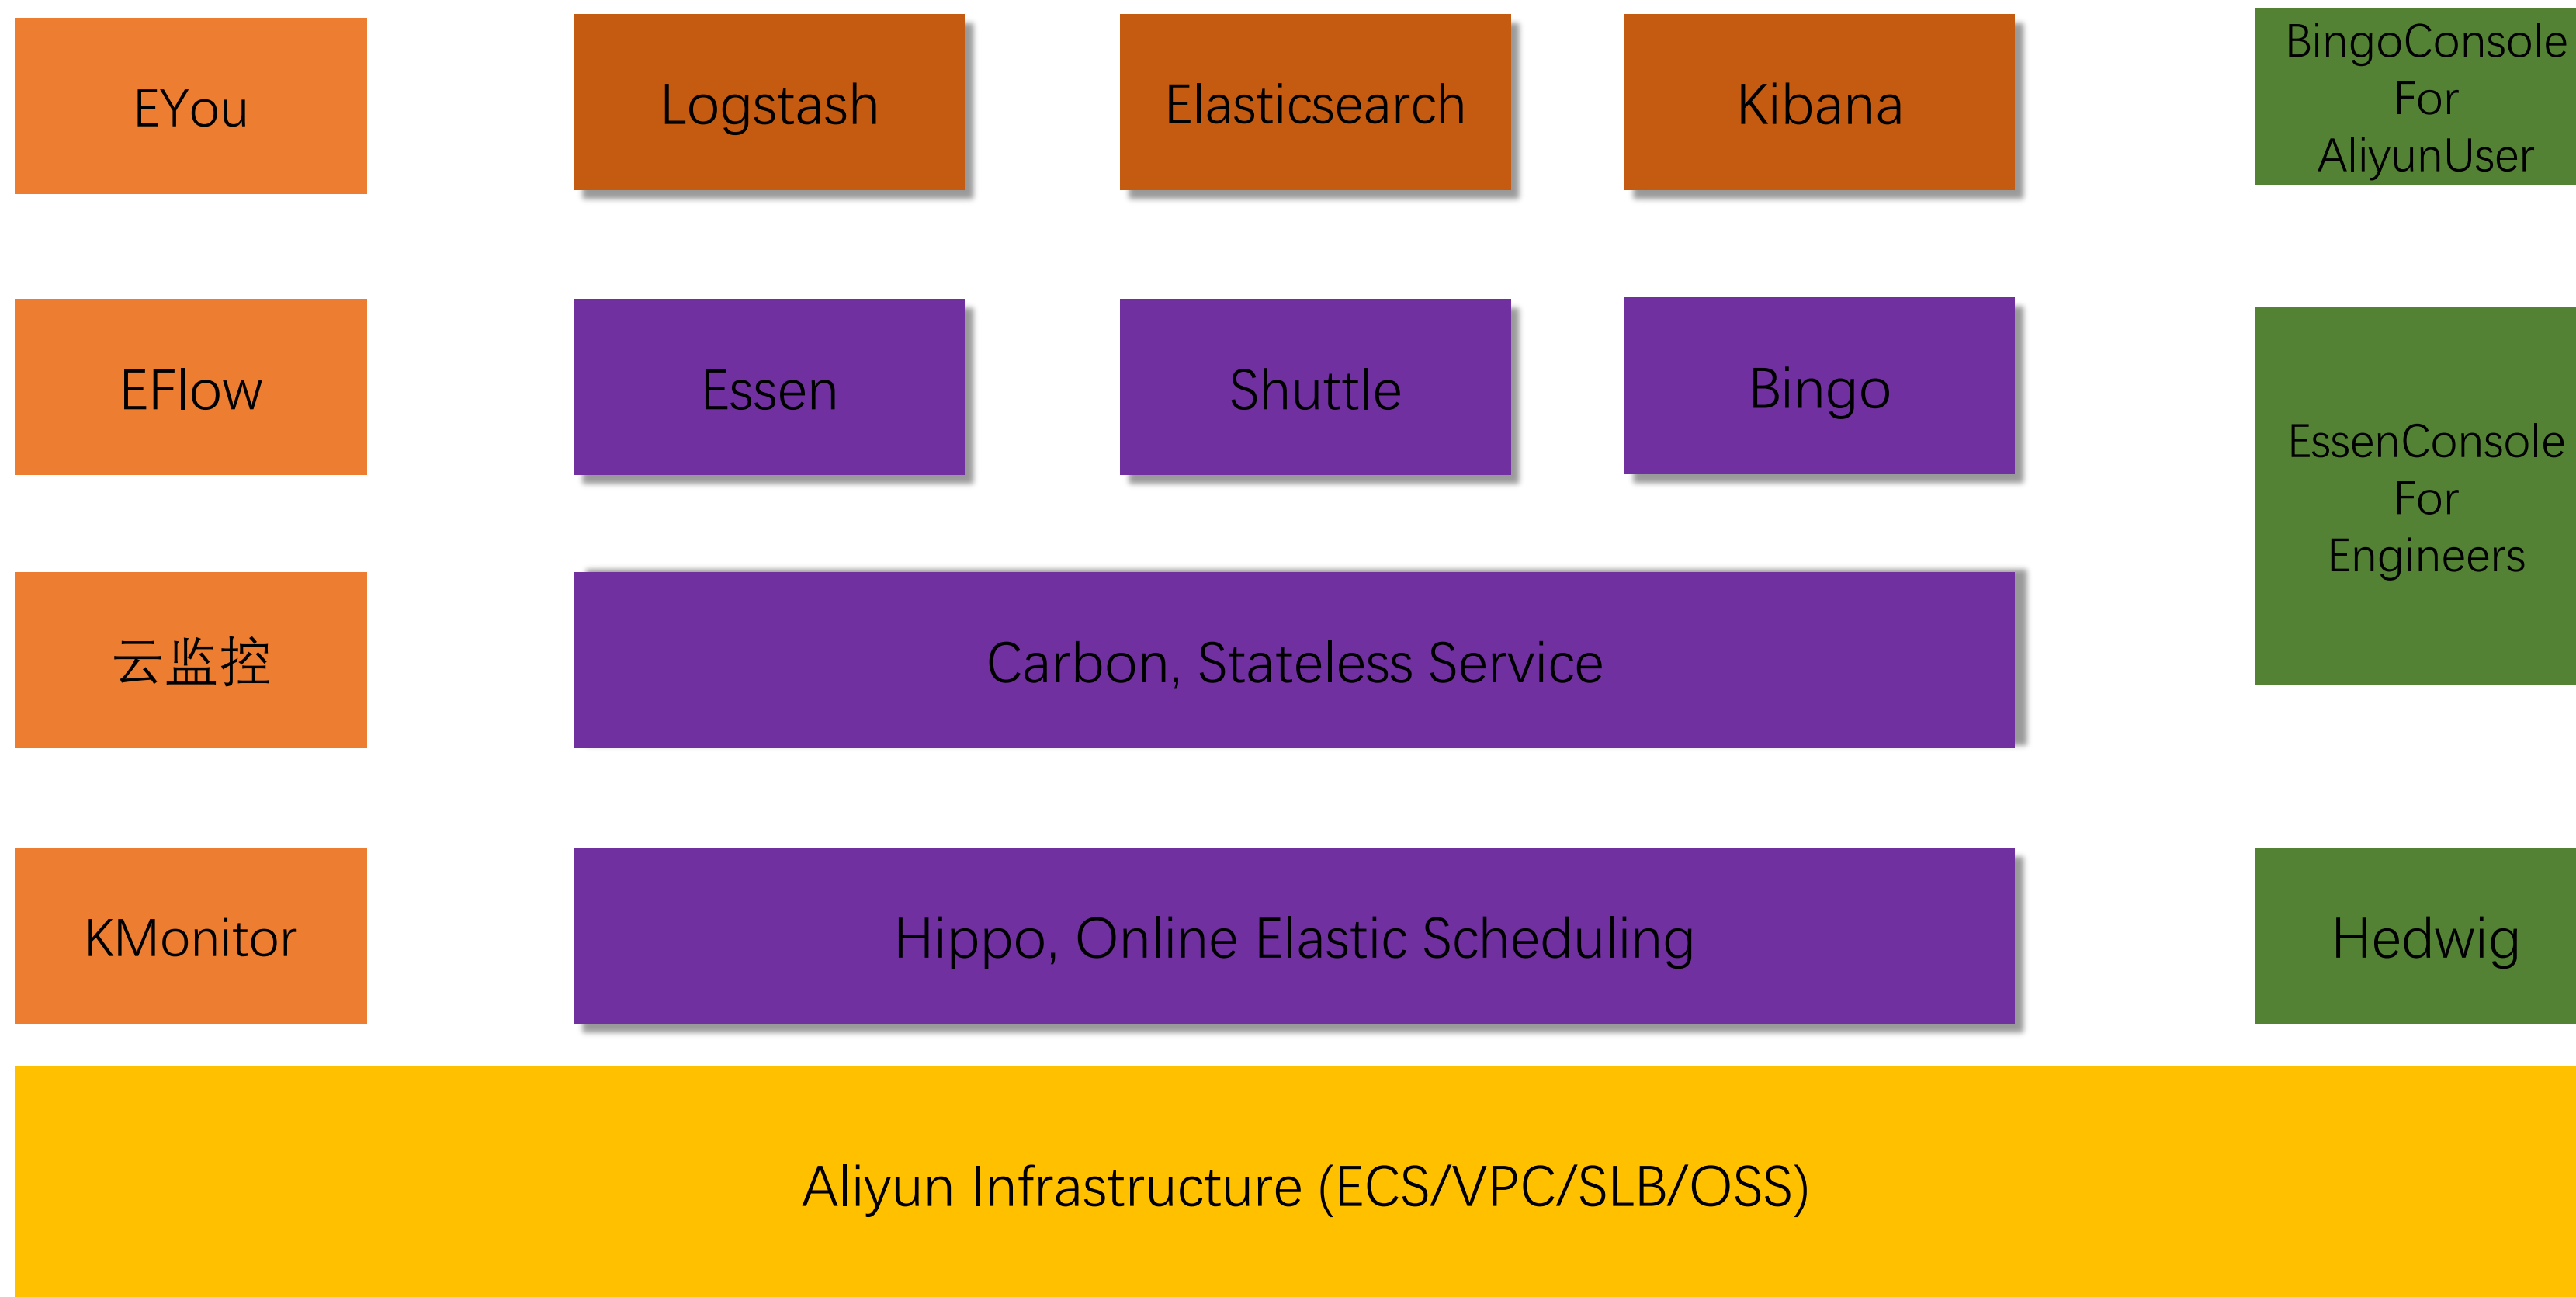 EYou
Logstash
Elasticsearch
Kibana
BingoConsole
For
AliyunUser
EFlow
Essen
Shuttle
Bingo
EssenConsole
For
Engineers
云监控
Carbon, Stateless Service
KMonitor
Hippo, Online Elastic Scheduling
Hedwig
Aliyun Infrastructure (ECS/VPC/SLB/OSS)